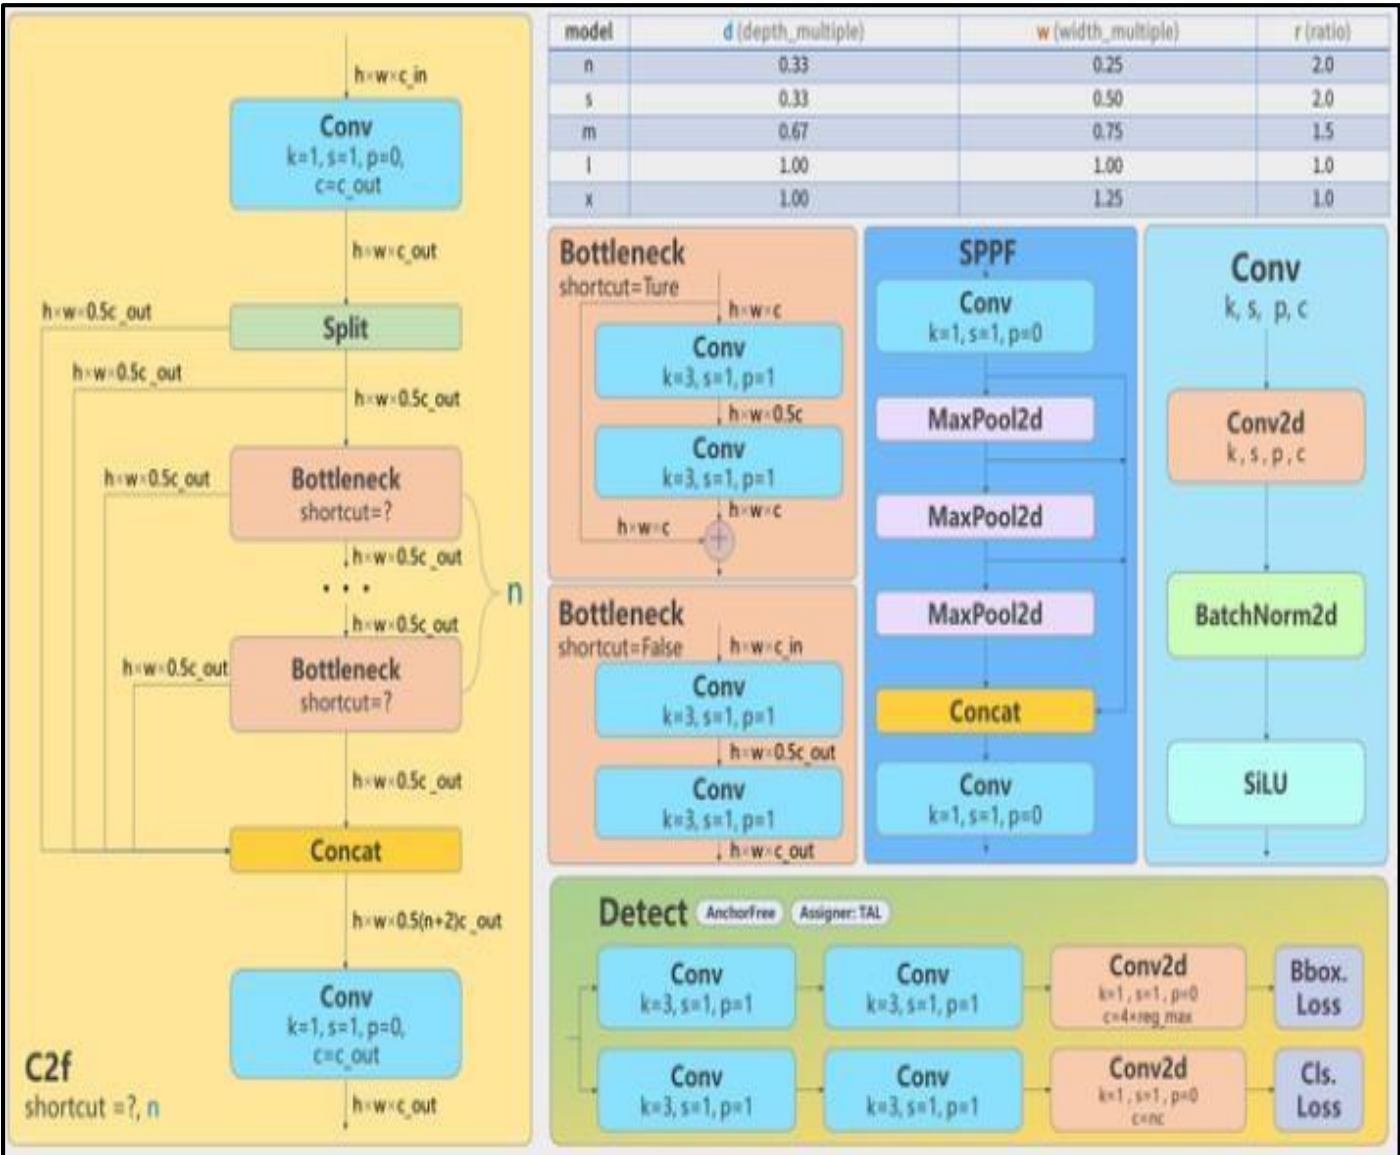 h×w×c_in
Conv
k=1, s=1, p=0,
c=c_out
h×w×c_out
h×w×0.5c_out
Split
h×w×0.5c_out
h×w×0.5c_out
h×w×0.5c_out
Bottleneck
shortcut=?
h×w×0.5c_out
. . .
n
h×w×0.5c_out
h×w×0.5c_out
Bottleneck
shortcut=?
h×w×0.5c_out
Concat
h×w×0.5(n+2)c_out
Conv
k=1, s=1, p=0,
c=c_out
C2f
shortcut =?, n
h×w×c_out
model d (depth_multiple) w (width_multiple) r (ratio)
n 0.33 0.25 2.0
s 0.33 0.50 2.0
m 0.67 0.75 1.5
l 1.00 1.00 1.0
x 1.00 1.25 1.0
Bottleneck
shortcut=Ture
h×w×c
Conv
k=3, s=1, p=1
h×w×0.5c
Conv
k=3, s=1, p=1
h×w×c
h×w×c
+
Bottleneck
shortcut=False
h×w×c_in
Conv
k=3, s=1, p=1
h×w×0.5c_out
Conv
k=3, s=1, p=1
h×w×c_out
SPPF
Conv
k=1, s=1, p=0
MaxPool2d
MaxPool2d
MaxPool2d
Concat
Conv
k=1, s=1, p=0
Conv
k, s, p, c
Conv2d
k, s, p, c
BatchNorm2d
SiLU
Detect AnchorFree Assigner: TAL
Conv
k=3, s=1, p=1
Conv
k=3, s=1, p=1
Conv2d
k=1, s=1, p=0
c=4×reg_max
Bbox.
Loss
Conv
k=3, s=1, p=1
Conv
k=3, s=1, p=1
Conv2d
k=1, s=1, p=0
c=nc
Cls.
Loss